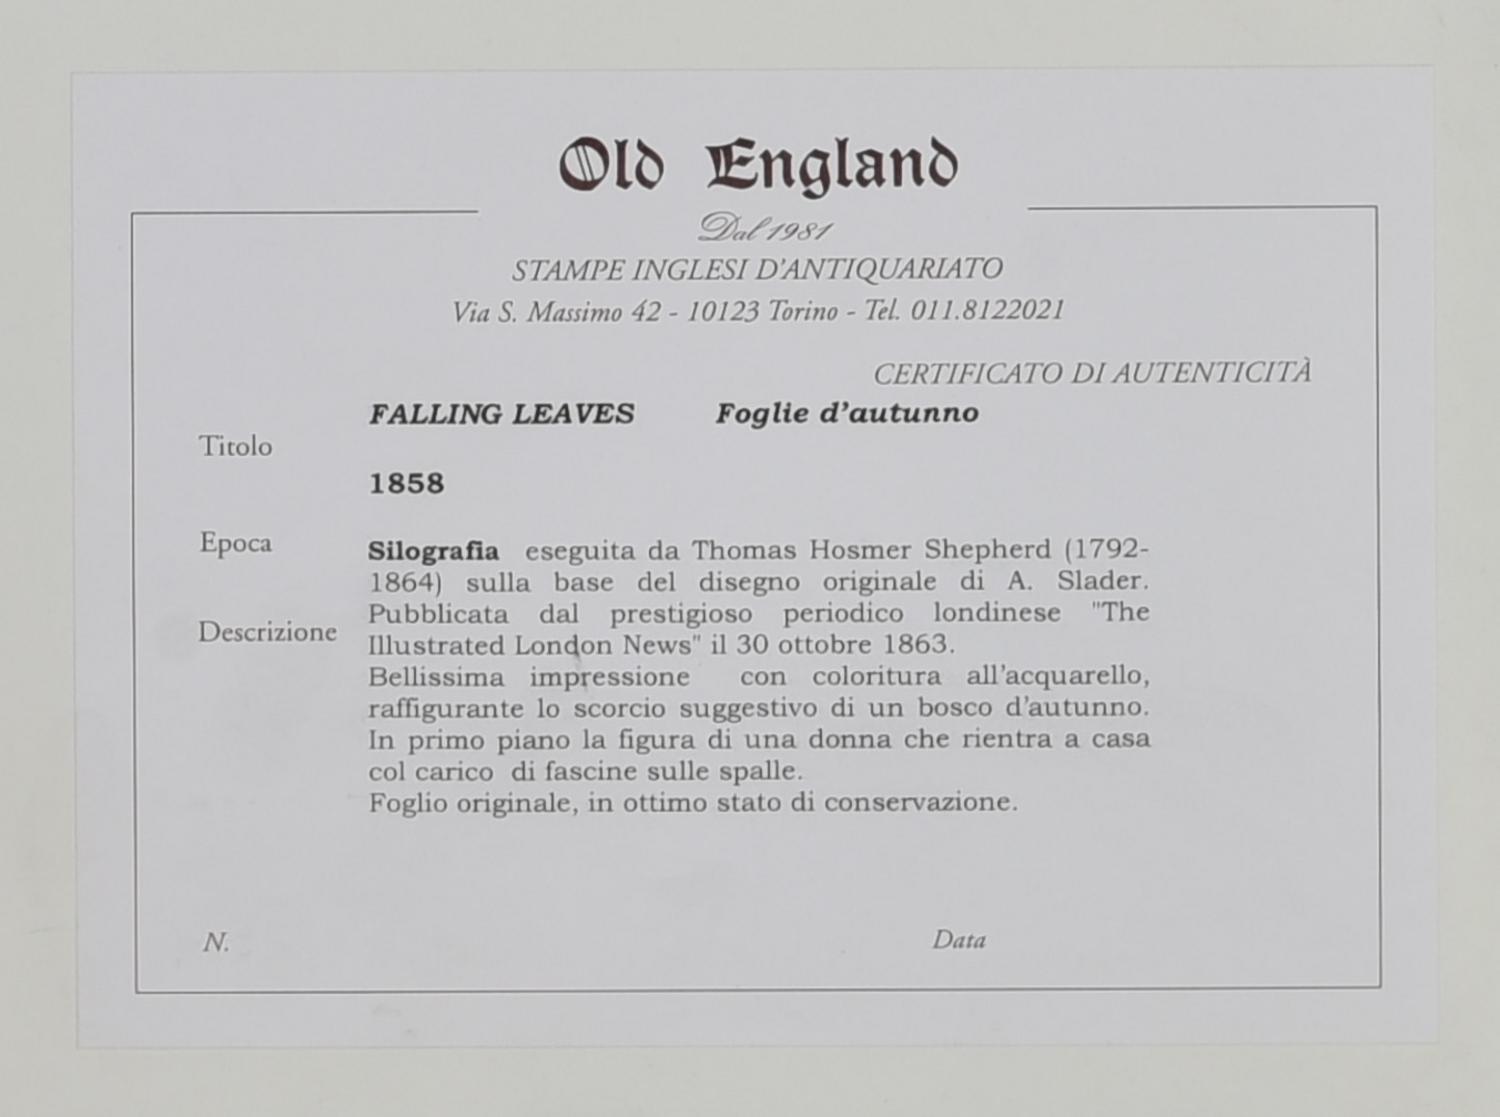 Old England
Dal 1981
STAMPE INGLESI D'ANTIQUARIATO
Via S. Massimo 42 - 10123 Torino - Tel. 011.8122021
CERTIFICATO DI AUTENTICITÀ
FALLING LEAVES Foglie d'autunno
Titolo
1858
Epoca
Silografia eseguita da Thomas Hosmer Shepherd (1792-
1864) sulla base del disegno originale di A. Slader.
Pubblicata dal prestigioso periodico londinese "The
Descrizione
Illustrated London News" il 30 ottobre 1863.
Bellissima impressione con coloritura all'acquarello,
raffigurante lo scorcio suggestivo di un bosco d'autunno.
In primo piano la figura di una donna che rientra a casa
col carico di fascine sulle spalle.
Foglio originale, in ottimo stato di conservazione.
N. Data